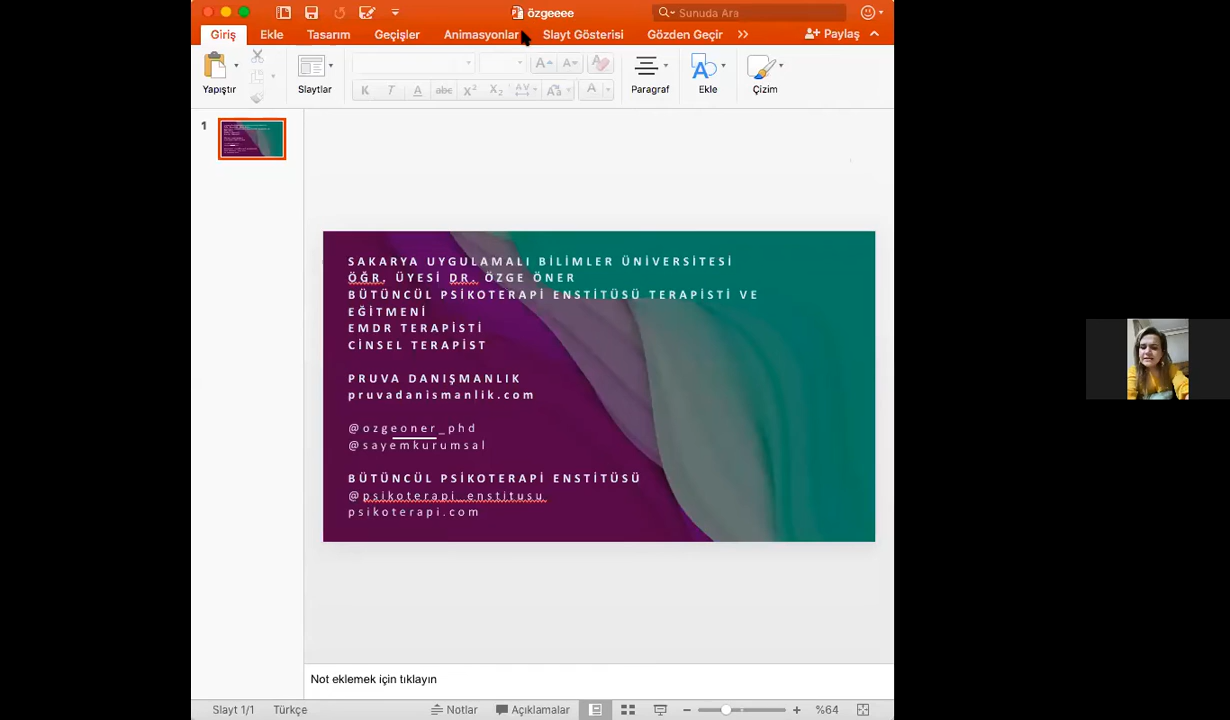 özgeeee
Sunuda Ara
Giriş Ekle Tasarım Geçişler Animasyonlar Slayt Gösterisi Gözden Geçir Paylaş
Yapıştır Slaytlar Paragraf Ekle Çizim
1
SAKARYA UYGULAMALI BİLİMLER ÜNİVERSİTESİ
ÖĞR. ÜYESİ DR. ÖZGE ÖNER
BÜTÜNCÜL PSİKOTERAPİ ENSTİTÜSÜ TERAPİSTİ VE
EĞİTMENİ
EMDR TERAPİSTİ
CİNSEL TERAPİST
PRUVA DANIŞMANLIK
pruvadanismanlik.com
@ozgeoner_phd
@sayemkurumsal
BÜTÜNCÜL PSİKOTERAPİ ENSTİTÜSÜ
@psikoterapi_enstitusu
psikoterapi.com
Not eklemek için tıklayın
Slayt 1/1 Türkçe Notlar Açıklamalar %64